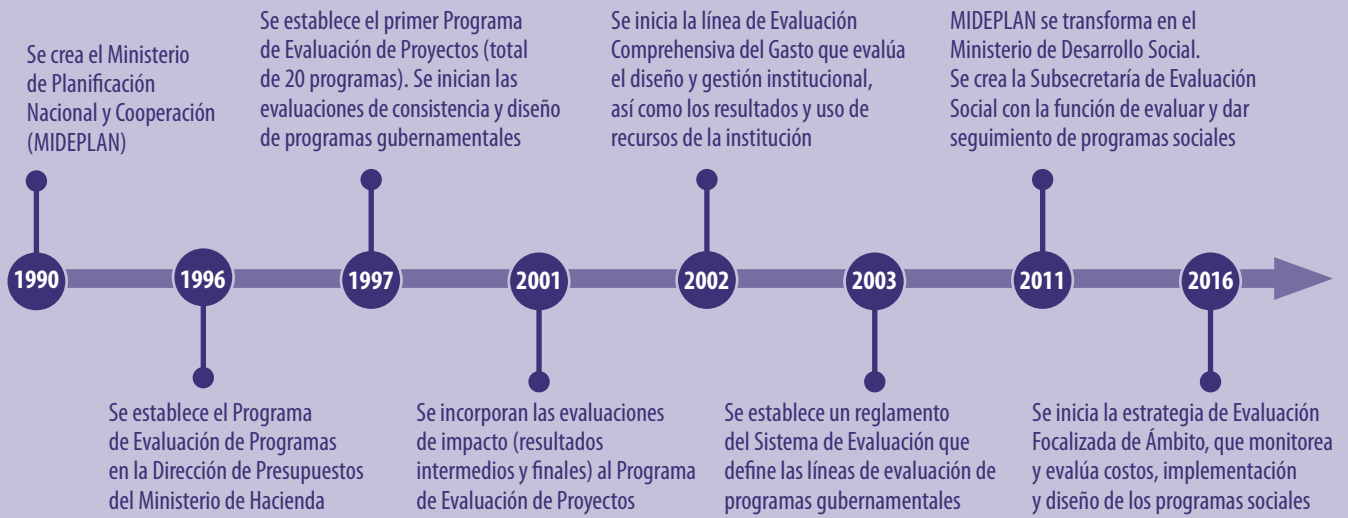 Se crea el Ministerio
de Planificación
Nacional y Cooperación
(MIDEPLAN)
Se establece el primer Programa
de Evaluación de Proyectos (total
de 20 programas). Se inician las
evaluaciones de consistencia y diseño
de programas gubernamentales
Se inicia la línea de Evaluación
Comprehensiva del Gasto que evalúa
el diseño y gestión institucional,
así como los resultados y uso de
recursos de la institución
MIDEPLAN se transforma en el
Ministerio de Desarrollo Social.
Se crea la Subsecretaría de Evaluación
Social con la función de evaluar y dar
seguimiento de programas sociales
1990
1996
1997
2001
2002
2003
2011
2016
Se establece el Programa
de Evaluación de Programas
en la Dirección de Presupuestos
del Ministerio de Hacienda
Se incorporan las evaluaciones
de impacto (resultados
intermedios y finales) al Programa
de Evaluación de Proyectos
Se establece un reglamento
del Sistema de Evaluación que
define las líneas de evaluación de
programas gubernamentales
Se inicia la estrategia de Evaluación
Focalizada de Ámbito, que monitorea
y evalúa costos, implementación
y diseño de los programas sociales